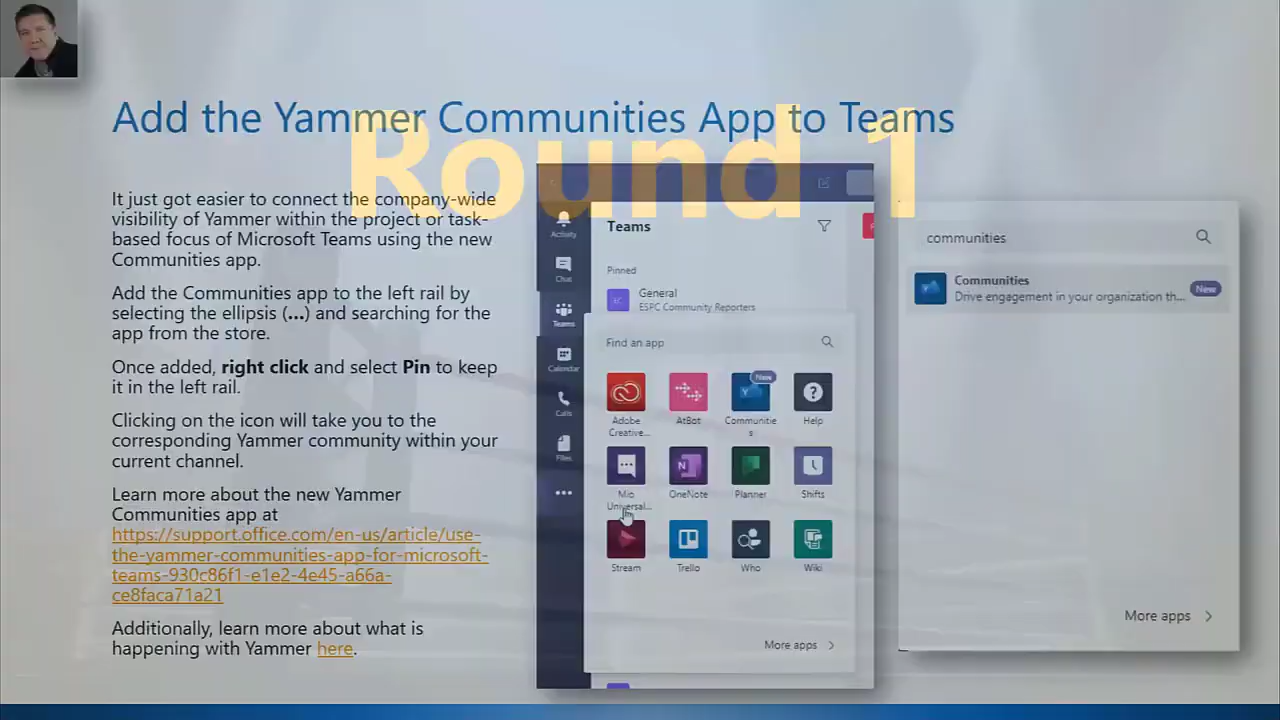 Add the Yammer Communities App to Teams
Round 1
It just got easier to connect the company-wide
visibility of Yammer within the project or task-
based focus of Microsoft Teams using the new
Communities app.
Add the Communities app to the left rail by
selecting the ellipsis (...) and searching for the
app from the store.
Once added, right click and select Pin to keep
it in the left rail.
Clicking on the icon will take you to the
corresponding Yammer community within your
current channel.
Learn more about the new Yammer
Communities app at
https://support.office.com/en-us/article/use-
the-yammer-communities-app-for-microsoft-
teams-930c86f1-e1e2-4e45-a66a-
ce8faca71a21
Additionally, learn more about what is
happening with Yammer here.
Activity
Chat
Teams
Calendar
Calls
Files
Teams
Pinned
General
ESPC Community Reporters
Find an app
New
Adobe
Creative...
AtBot
Communitie
s
Help
Mio
Universal...
OneNote
Planner
Shifts
Stream
Trello
Who
Wiki
More apps
communities
Communities
Drive engagement in your organization th...
New
More apps